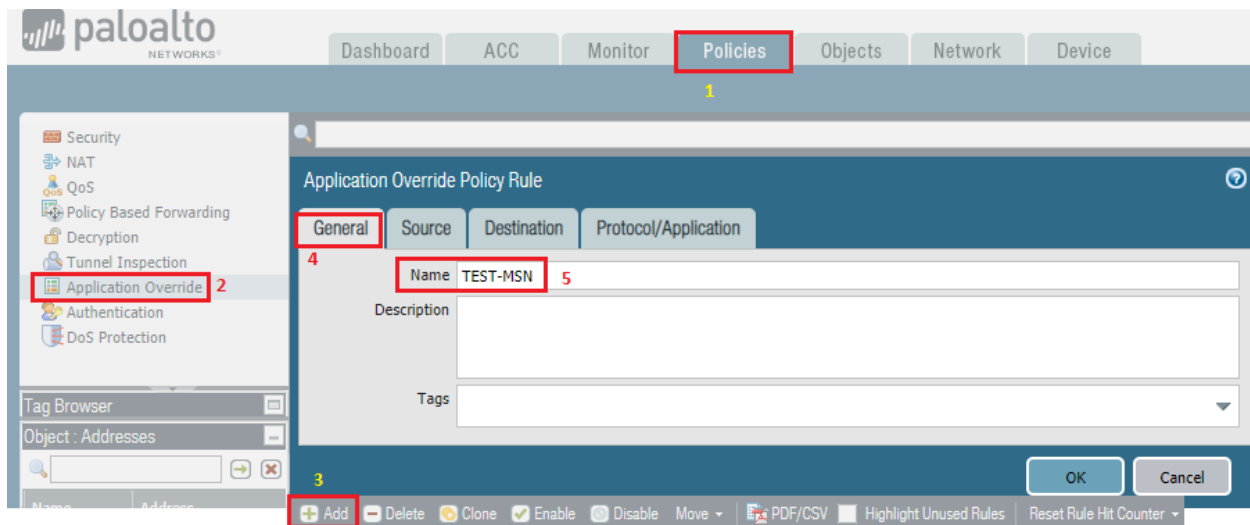 paloalto
NETWORKS®
Dashboard ACC Monitor Policies Objects Network Device
1
Security
NAT
QoS
Policy Based Forwarding
Decryption
Tunnel Inspection
Application Override 2
Authentication
DoS Protection
Tag Browser
Object : Addresses
Name Address
Application Override Policy Rule
General Source Destination Protocol/Application
4
Name TEST-MSN 5
Description
Tags
OK Cancel
3
Add Delete Clone Enable Disable Move PDF/CSV Highlight Unused Rules Reset Rule Hit Counter